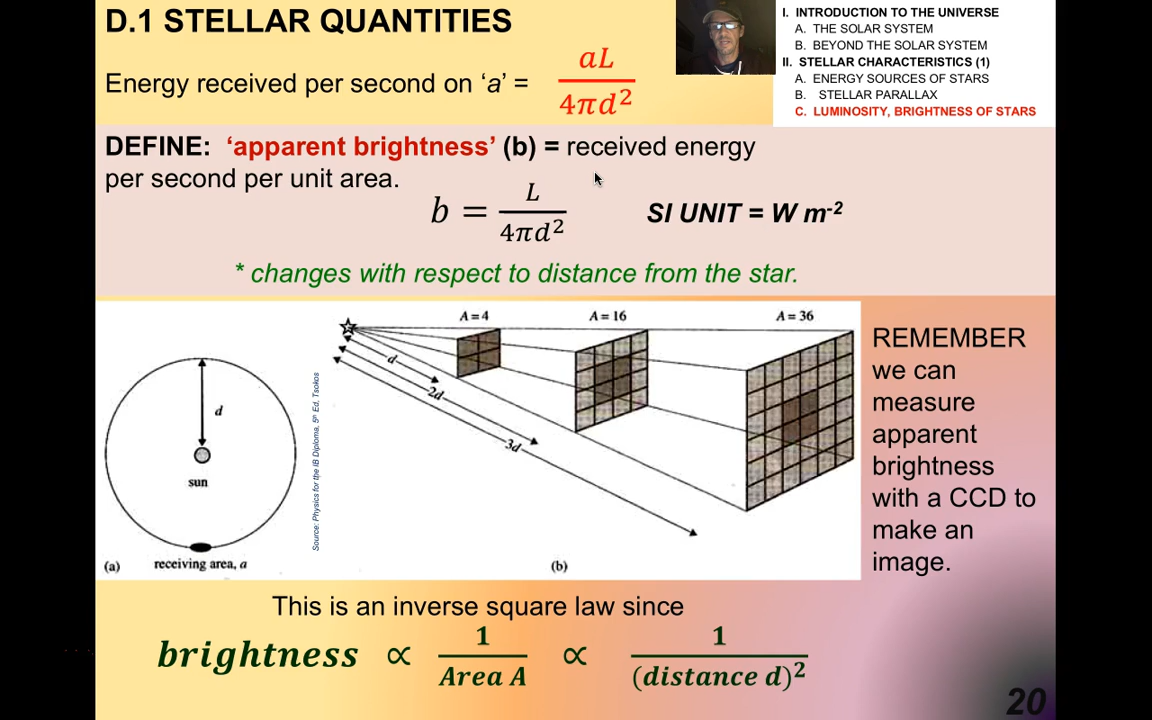 D.1 STELLAR QUANTITIES
I. INTRODUCTION TO THE UNIVERSE
A. THE SOLAR SYSTEM
B. BEYOND THE SOLAR SYSTEM
II. STELLAR CHARACTERISTICS (1)
A. ENERGY SOURCES OF STARS
B. STELLAR PARALLAX
C. LUMINOSITY, BRIGHTNESS OF STARS
Energy received per second on ‘a’ = aL / 4πd²
DEFINE: ‘apparent brightness’ (b) = received energy
per second per unit area.
b = L / 4πd²
SI UNIT = W m⁻²
* changes with respect to distance from the star.
d
sun
receiving area, a
(a)
Source: Physics for the IB Diploma, 5th Ed, Tsokos
A = 4
A = 16
A = 36
d
2d
3d
(b)
REMEMBER
we can
measure
apparent
brightness
with a CCD to
make an
image.
This is an inverse square law since
brightness ∝ 1 / Area A ∝ 1 / (distance d)²
20